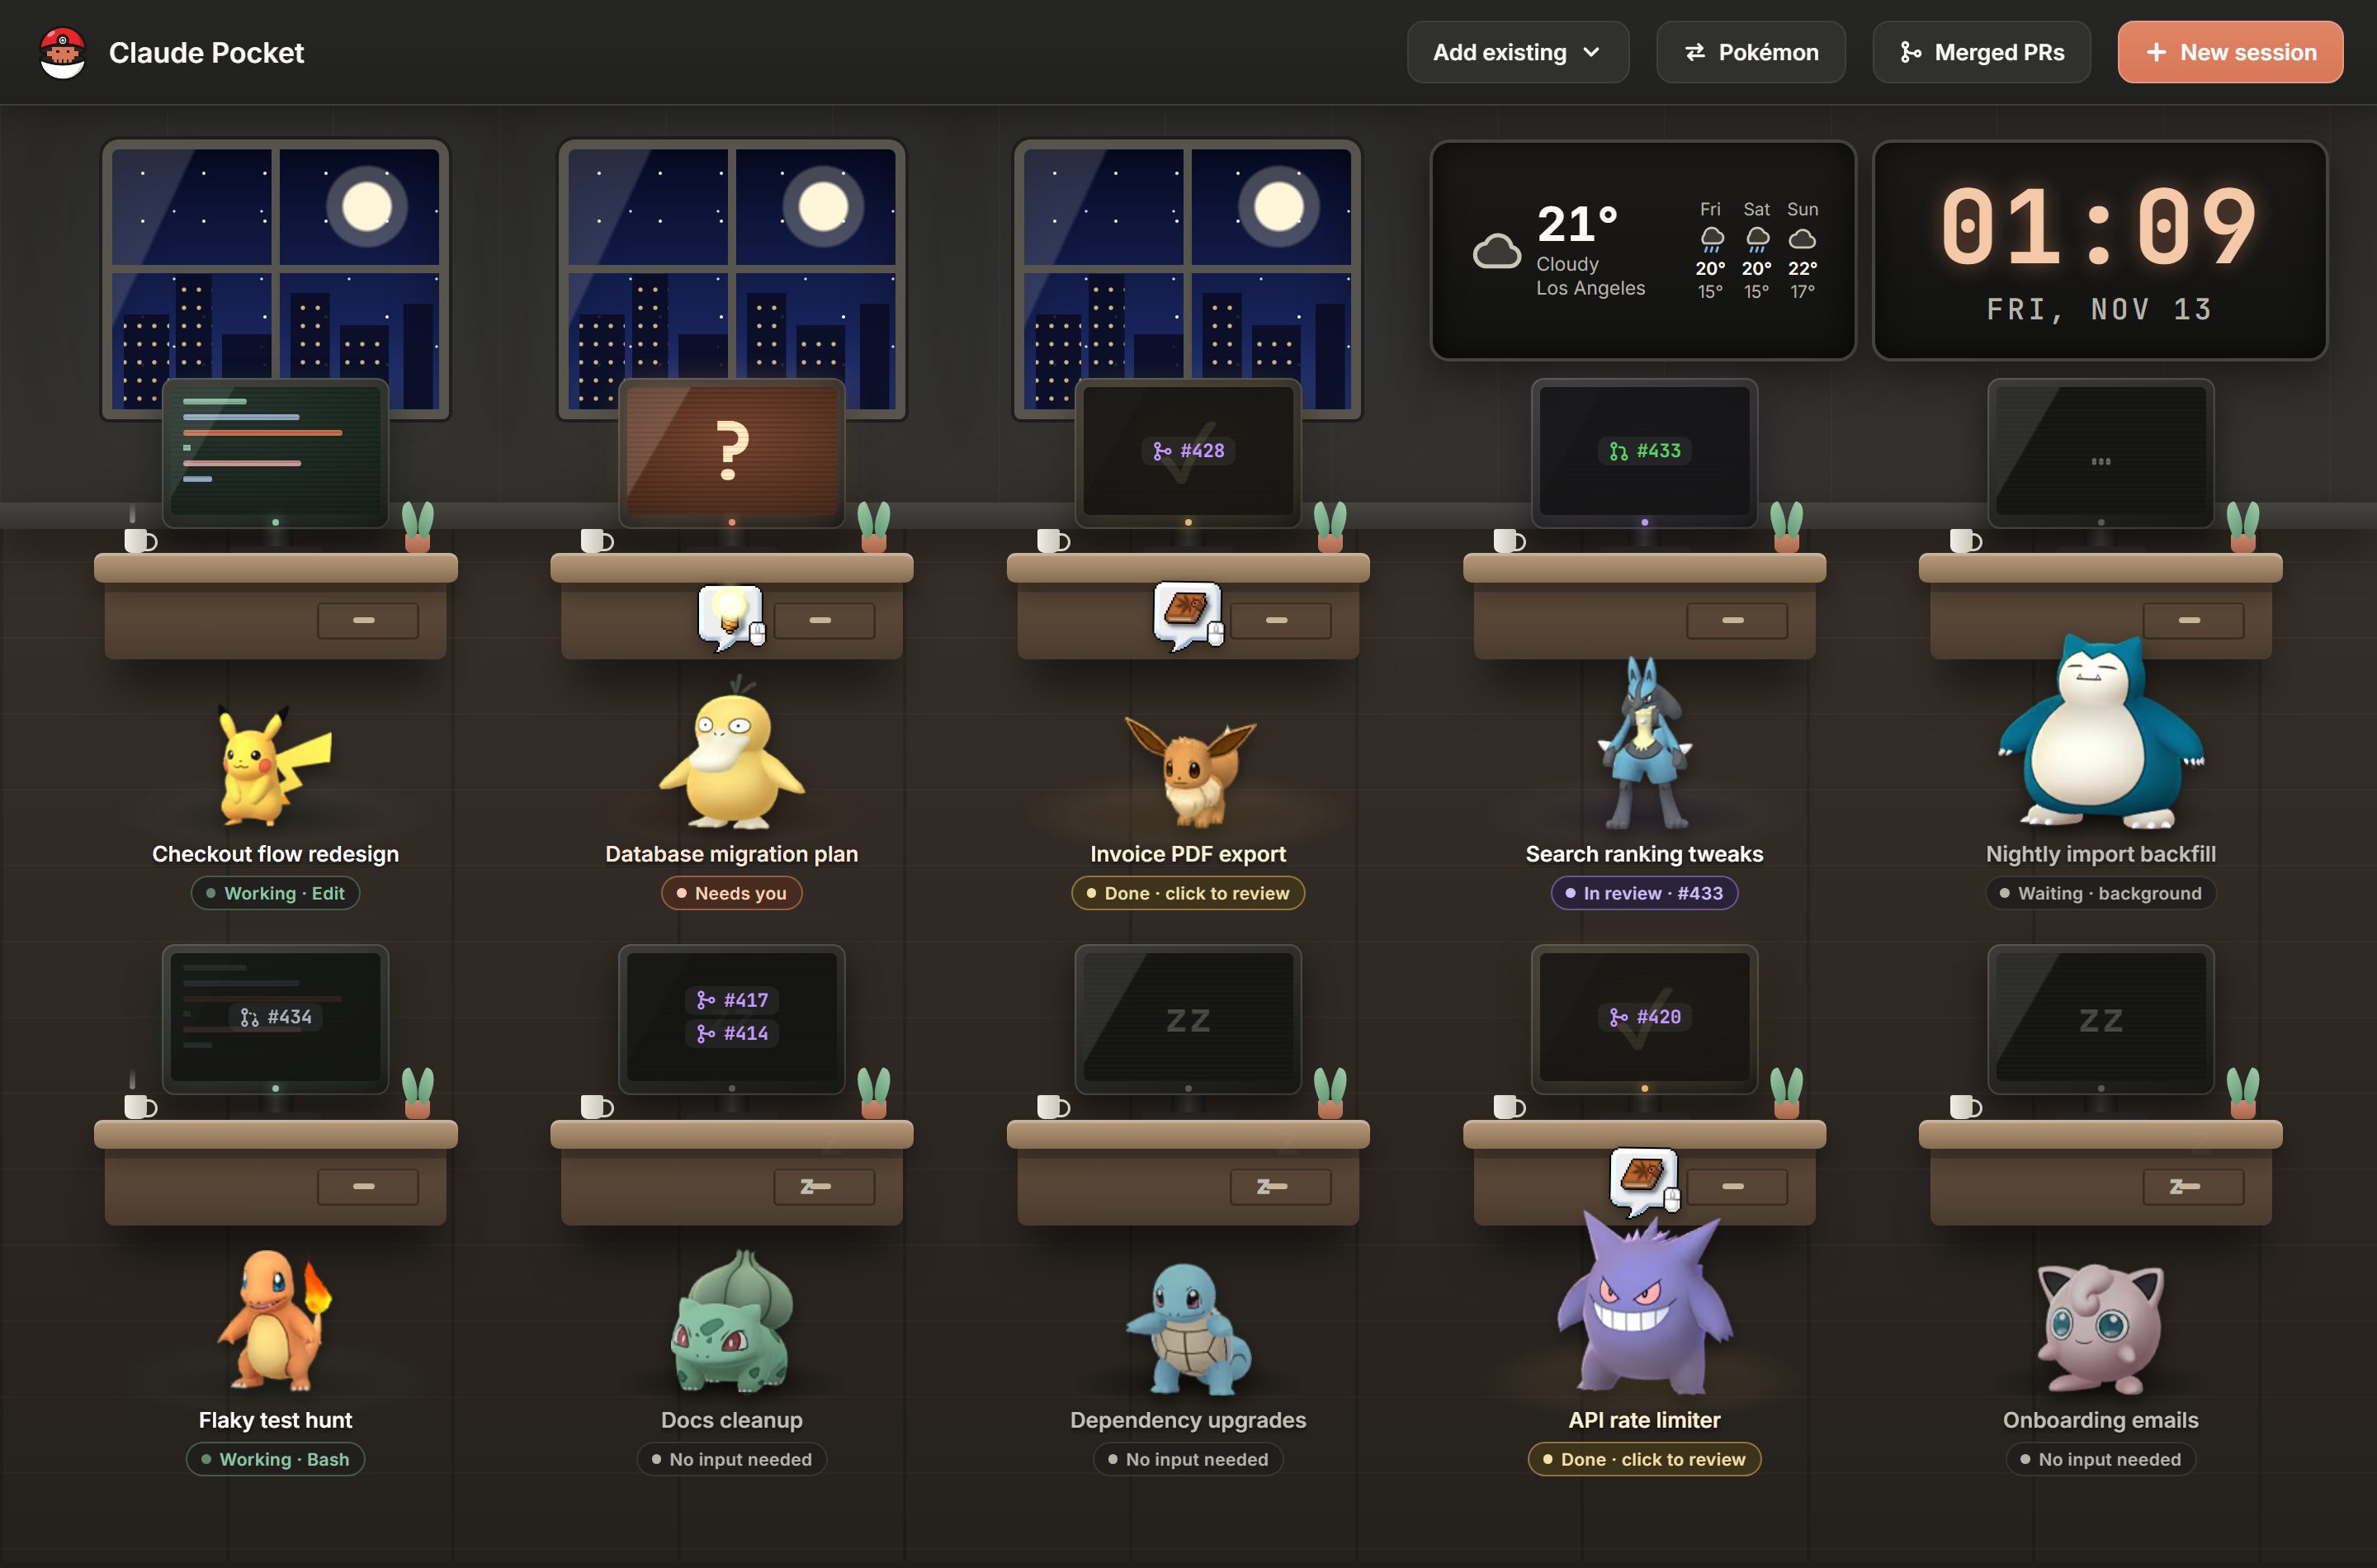 Claude Pocket
Add existing
Pokémon
Merged PRs
New session
21°
Cloudy
Los Angeles
Fri Sat Sun
20° 20° 22°
15° 15° 17°
01:09
FRI, NOV 13
?
#428
#433
...
Checkout flow redesign
Working · Edit
Database migration plan
Needs you
Invoice PDF export
Done · click to review
Search ranking tweaks
In review · #433
Nightly import backfill
Waiting · background
#434
#417
#414
zz
#420
zz
z
z
z
Flaky test hunt
Working · Bash
Docs cleanup
No input needed
Dependency upgrades
No input needed
API rate limiter
Done · click to review
Onboarding emails
No input needed